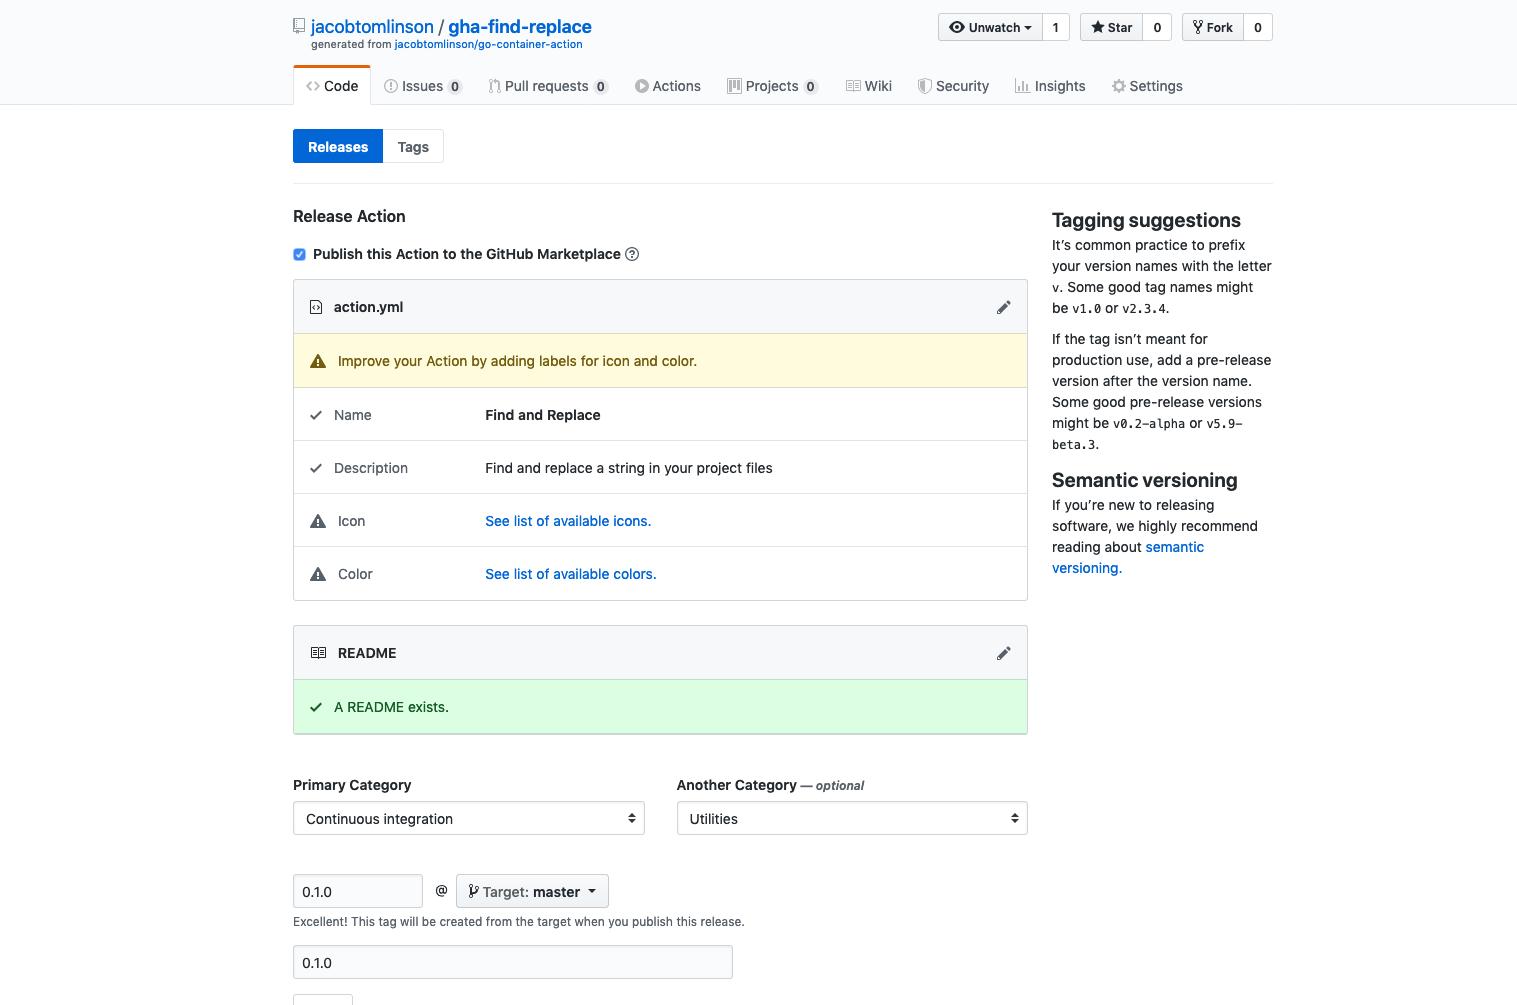 jacobtomlinson / gha-find-replace
generated from jacobtomlinson/go-container-action
Unwatch 1 Star 0 Fork 0
Code Issues 0 Pull requests 0 Actions Projects 0 Wiki Security Insights Settings
Releases Tags
Release Action
Publish this Action to the GitHub Marketplace
action.yml
Improve your Action by adding labels for icon and color.
Name Find and Replace
Description Find and replace a string in your project files
Icon See list of available icons.
Color See list of available colors.
README
A README exists.
Primary Category
Continuous integration
Another Category — optional
Utilities
0.1.0 @ Target: master
Excellent! This tag will be created from the target when you publish this release.
0.1.0
Tagging suggestions
It's common practice to prefix
your version names with the letter
v. Some good tag names might
be v1.0 or v2.3.4.
If the tag isn't meant for
production use, add a pre-release
version after the version name.
Some good pre-release versions
might be v0.2-alpha or v5.9-
beta.3.
Semantic versioning
If you're new to releasing
software, we highly recommend
reading about semantic
versioning.